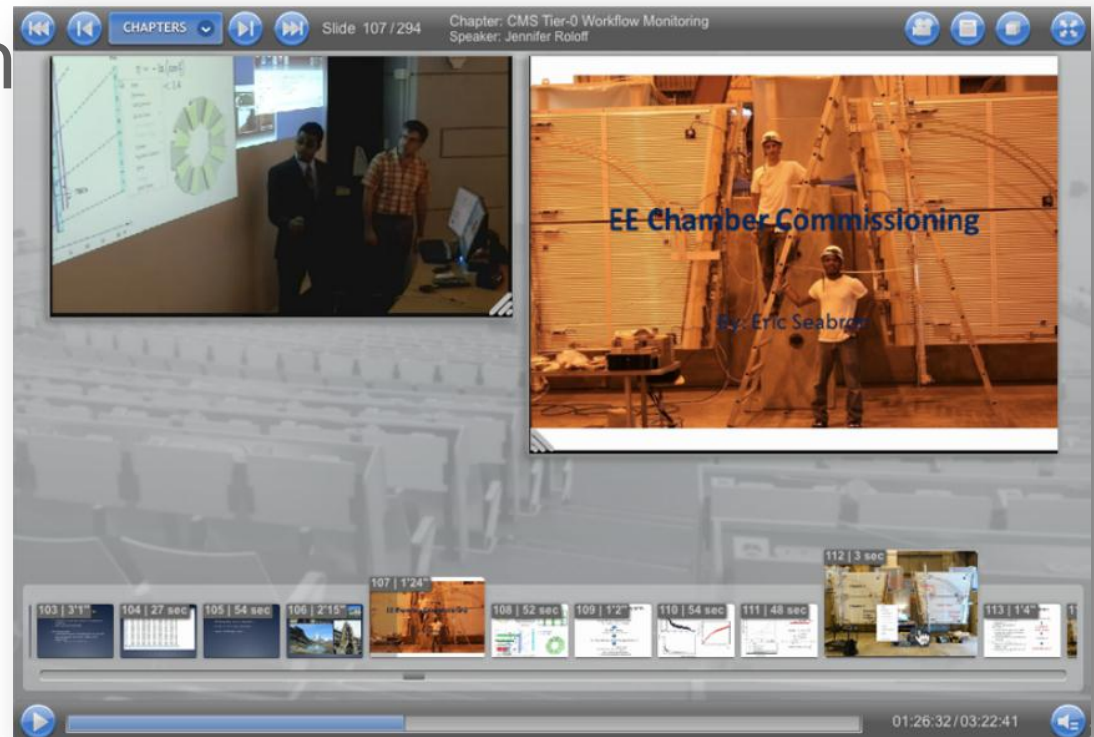 CHAPTERS
Slide 107/294
Chapter: CMS Tier-0 Workflow Monitoring
Speaker: Jennifer Roloff
EE Chamber Commissioning
By: Eric Seabron
103 | 3'1"
104 | 27 sec
105 | 54 sec
106 | 2'15"
107 | 1'24"
108 | 52 sec
109 | 1'2"
110 | 54 sec
111 | 48 sec
112 | 3 sec
113 | 1'4"
01:26:32/03:22:41